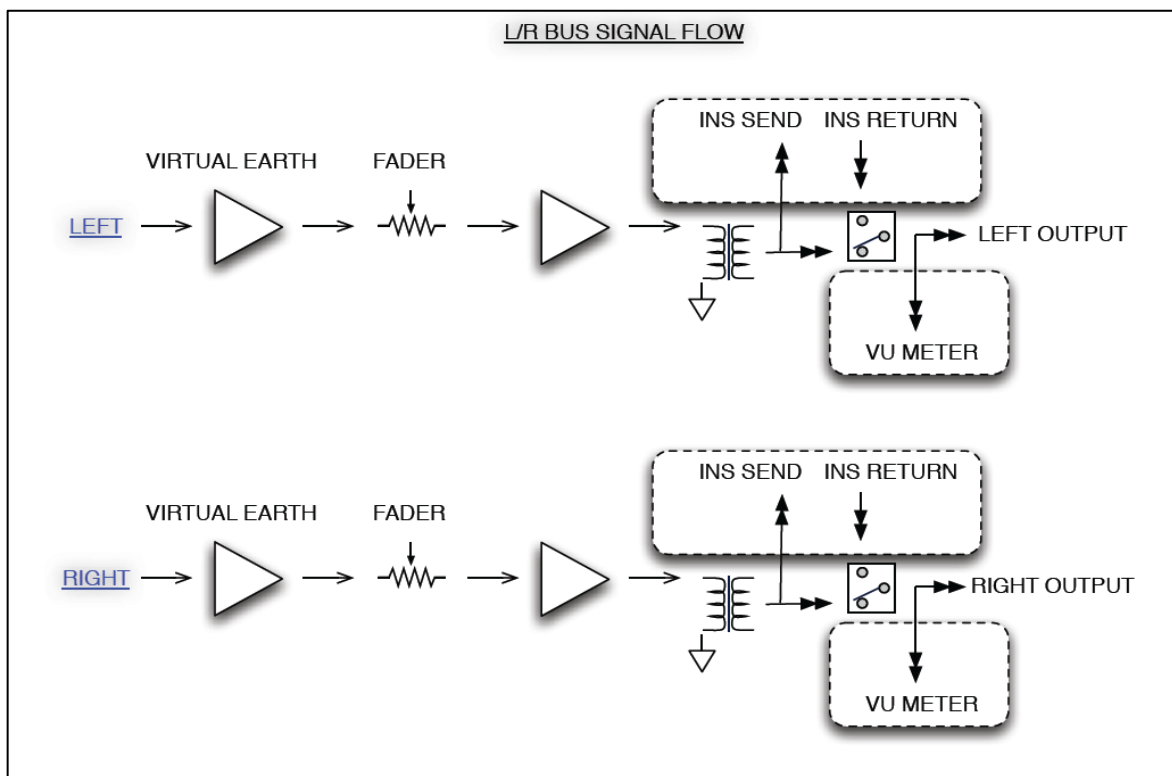 L/R BUS SIGNAL FLOW
INS SEND INS RETURN
VIRTUAL EARTH FADER
LEFT
LEFT OUTPUT
VU METER
INS SEND INS RETURN
VIRTUAL EARTH FADER
RIGHT
RIGHT OUTPUT
VU METER